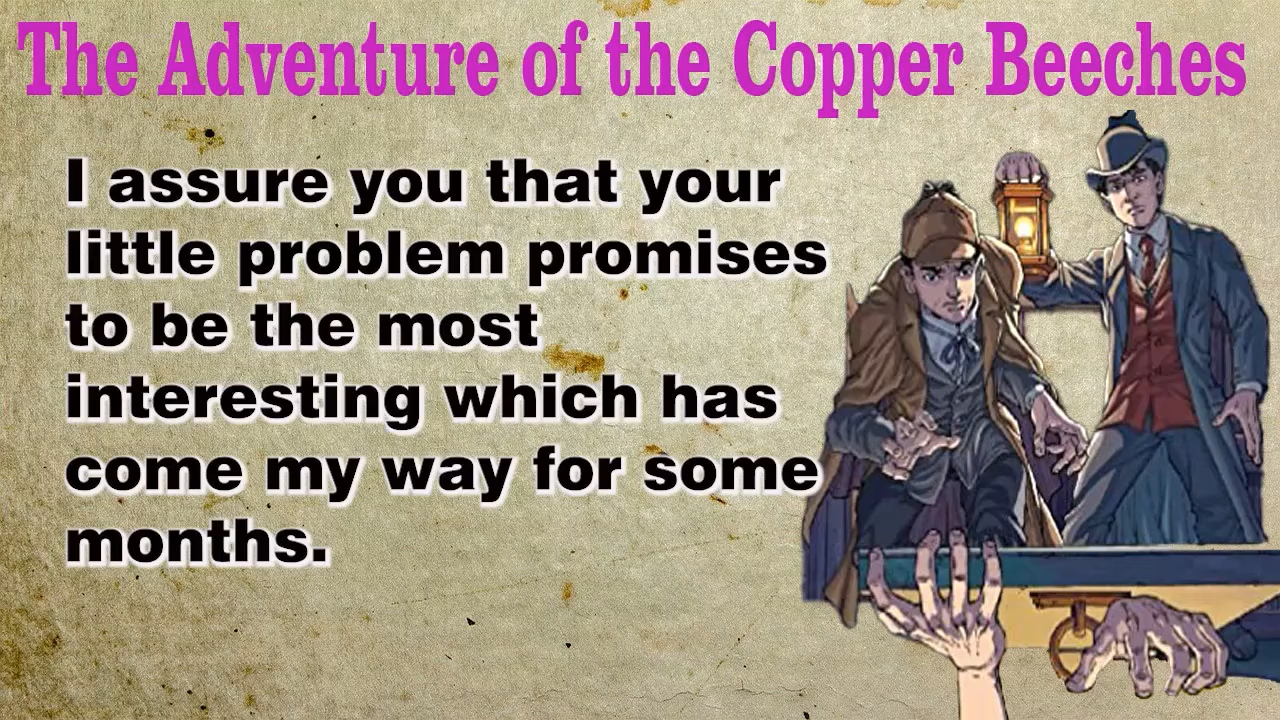 The Adventure of the Copper Beeches
I assure you that your
little problem promises
to be the most
interesting which has
come my way for some
months.